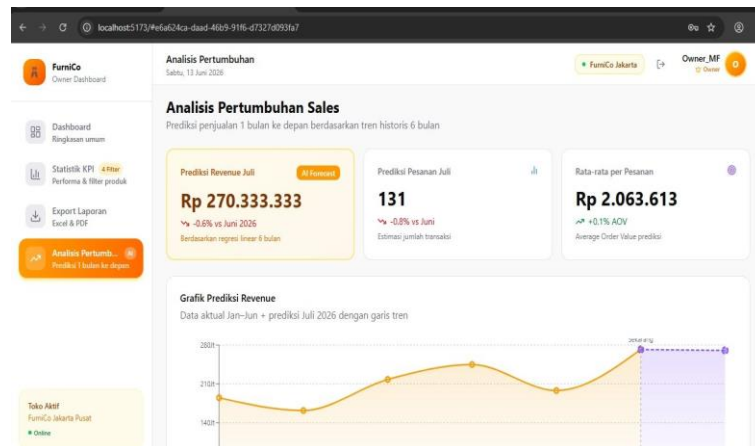 localhost:5173/#e6a624ca-daad-46b9-91f6-d7327d093fa7
FurniCo
Owner Dashboard
Analisis Pertumbuhan
Sabtu, 13 Juni 2026
FurniCo Jakarta
Owner_MF
Owner
O
Dashboard
Ringkasan umum
Statistik KPI 4 Filter
Performa & filter produk
Export Laporan
Excel & PDF
Analisis Pertumb... AI
Prediksi 1 bulan ke depan
Toko Aktif
FurniCo Jakarta Pusat
Online
Analisis Pertumbuhan Sales
Prediksi penjualan 1 bulan ke depan berdasarkan tren historis 6 bulan
Prediksi Revenue Juli
AI Forecast
Rp 270.333.333
-0.6% vs Juni 2026
Berdasarkan regresi linear 6 bulan
Prediksi Pesanan Juli
131
-0.8% vs Juni
Estimasi jumlah transaksi
Rata-rata per Pesanan
Rp 2.063.613
+0.1% AOV
Average Order Value prediksi
Grafik Prediksi Revenue
Data aktual Jan–Jun + prediksi Juli 2026 dengan garis tren
Sekarang
280jt
210jt
140jt